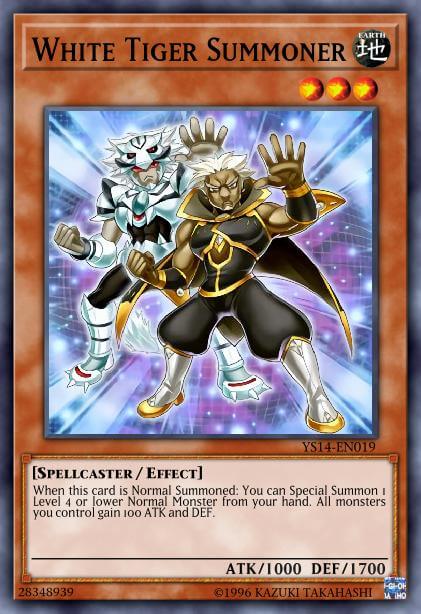 WHITE TIGER SUMMONER
EARTH
地
YS14-EN019
[SPELLCASTER / EFFECT]
When this card is Normal Summoned: You can Special Summon 1
Level 4 or lower Normal Monster from your hand. All monsters
you control gain 100 ATK and DEF.
ATK/1000 DEF/1700
28348939
©1996 KAZUKI TAKAHASHI